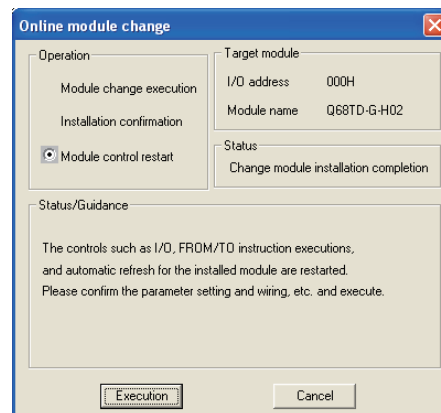 Online module change
Operation
Module change execution
Installation confirmation
Module control restart
Target module
I/O address 000H
Module name Q68TD-G-H02
Status
Change module installation completion
Status/Guidance
The controls such as I/O, FROM/TO instruction executions,
and automatic refresh for the installed module are restarted.
Please confirm the parameter setting and wiring, etc. and execute.
Execution Cancel